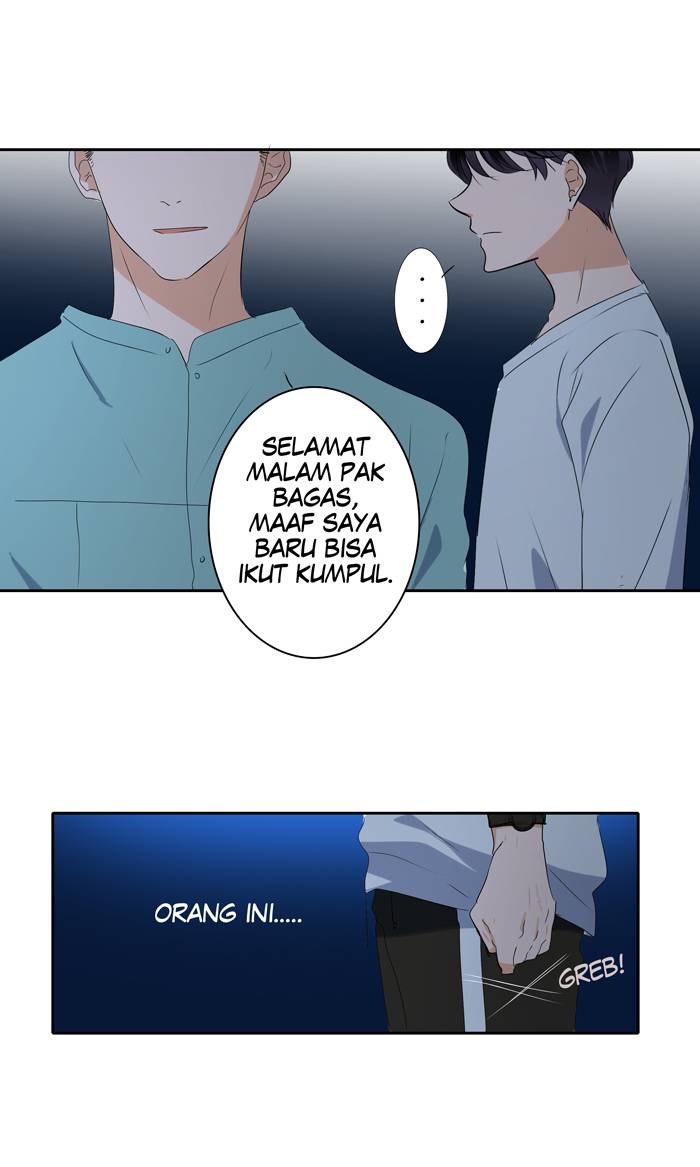 ...
SELAMAT
MALAM PAK
BAGAS,
MAAF SAYA
BARU BISA
IKUT KUMPUL.
ORANG INI.....
GREB!